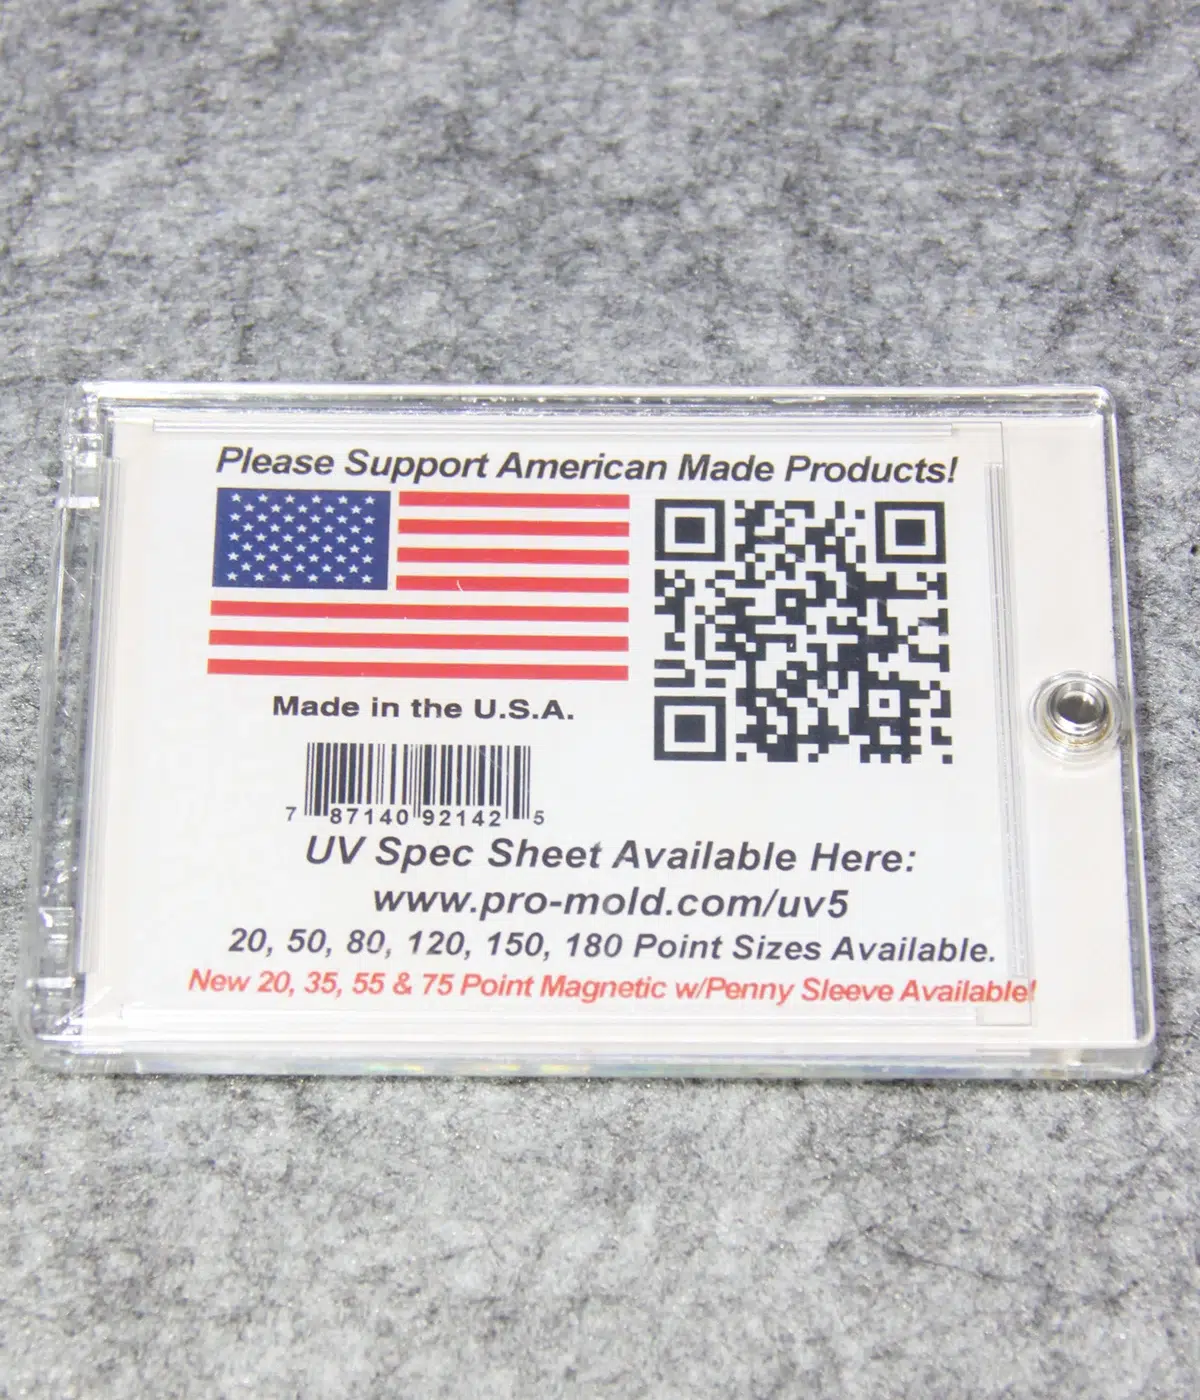 Please Support American Made Products!
Made in the U.S.A.
7 87140 92142 5
UV Spec Sheet Available Here:
www.pro-mold.com/uv5
20, 50, 80, 120, 150, 180 Point Sizes Available.
New 20, 35, 55 & 75 Point Magnetic w/Penny Sleeve Available!